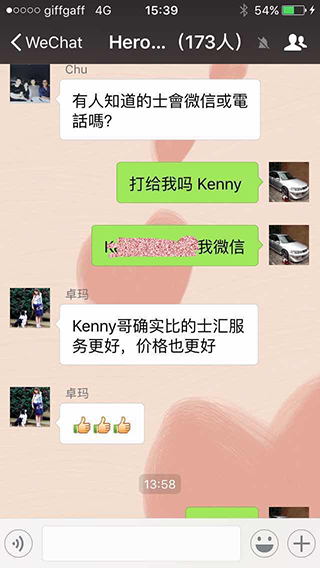 giffgaff 4G 15:39 54%
WeChat Hero... （173人）
Chu
有人知道的士會微信或電
話嗎?
打给我吗 Kenny
我微信
卓玛
Kenny哥确实比的士汇服
务更好，价格也更好
卓玛
13:58